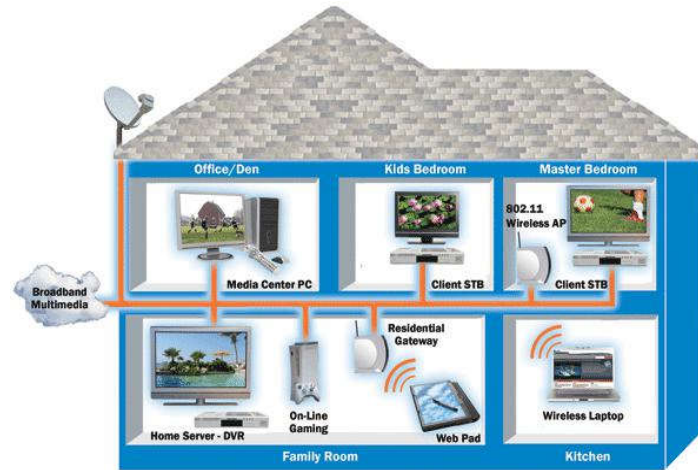 Office/Den
Kids Bedroom
Master Bedroom
802.11
Wireless AP
Media Center PC
Client STB
Client STB
Broadband
Multimedia
Residential
Gateway
On-Line
Gaming
Home Server - DVR
Web Pad
Wireless Laptop
Family Room
Kitchen